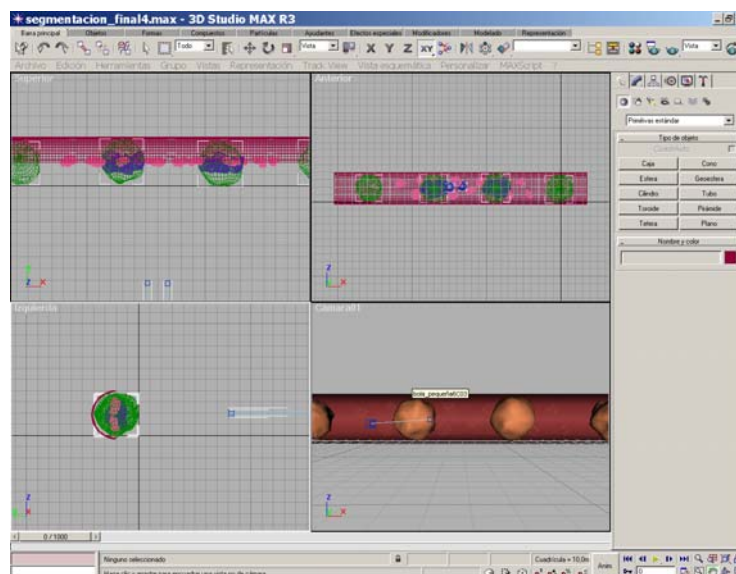 segmentacion_final4.max - 3D Studio MAX R3
Barra principal Objetos Formas Compuestos Partículas Ayudantes Efectos especiales Modificadores Modelado Representación
Todo Vista X Y Z XY Vista
Archivo Edición Herramientas Grupo Vistas Representación Track View Vista esquemática Personalizar MAXScript ?
Superior
Anterior
Izquierda
Camara01
Primitivas estándar
Tipo de objeto
Caja Cono
Esfera Geoesfera
Cilindro Tubo
Toroide Pirámide
Tetera Plano
Nombre y color
0 / 1000
Ninguno seleccionado
Cuadrícula = 10,0m
Anim
0